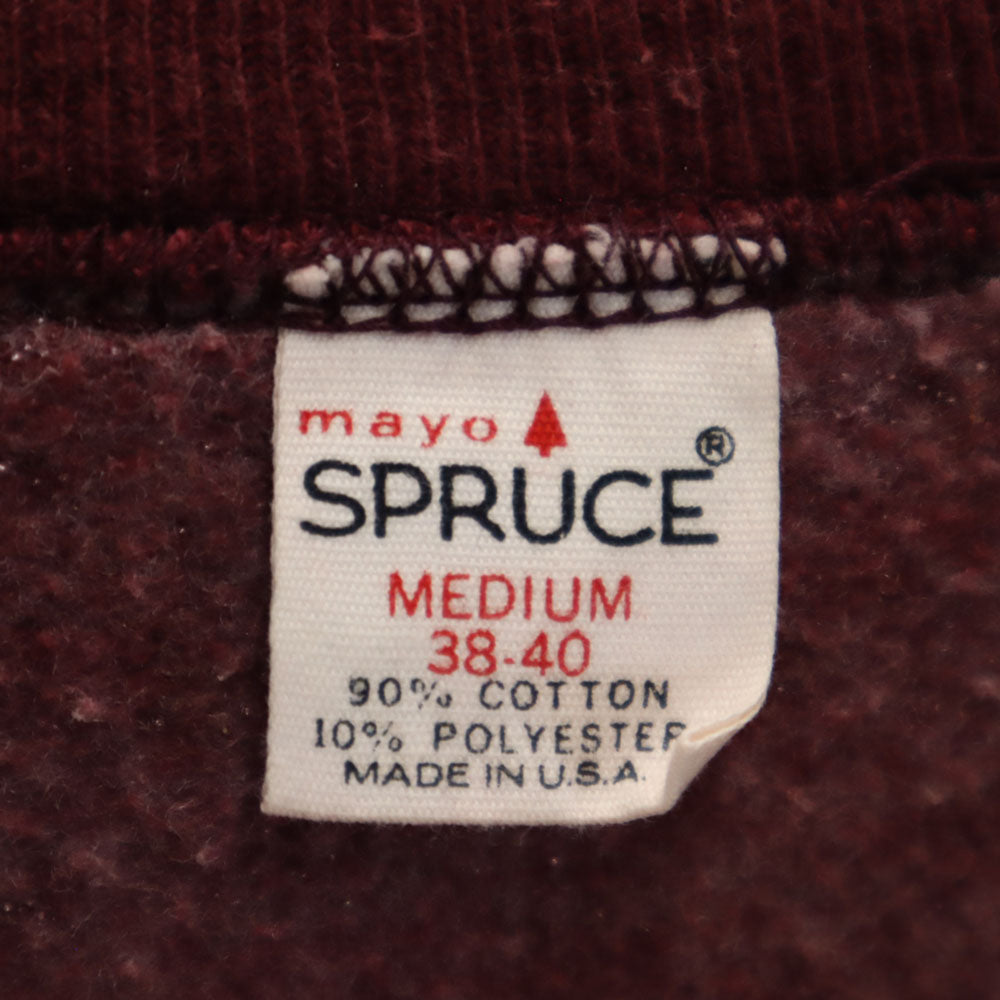 mayo
SPRUCE®
MEDIUM
38-40
90% COTTON
10% POLYESTER
MADE IN U.S.A.